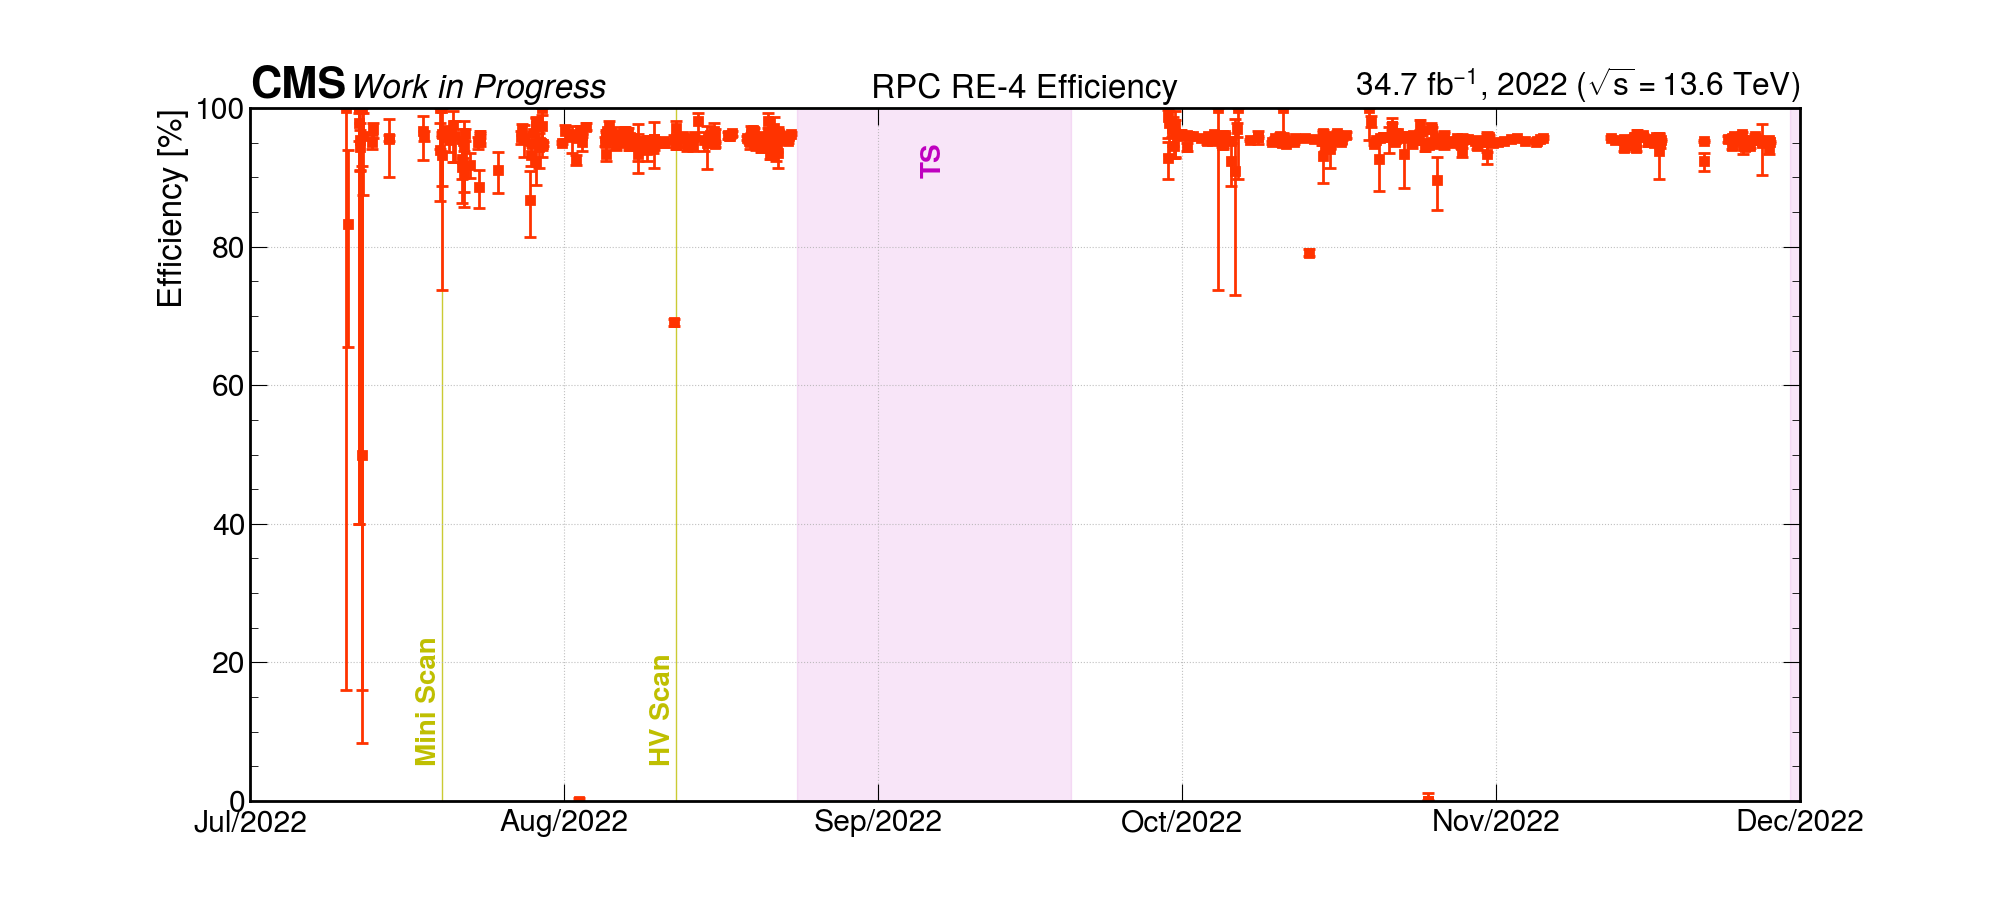 CMS Work in Progress RPC RE-4 Efficiency 34.7 fb⁻¹, 2022 (√s = 13.6 TeV)
Efficiency [%]
100
80
60
40
20
0
TS
Mini Scan
HV Scan
Jul/2022 Aug/2022 Sep/2022 Oct/2022 Nov/2022 Dec/2022